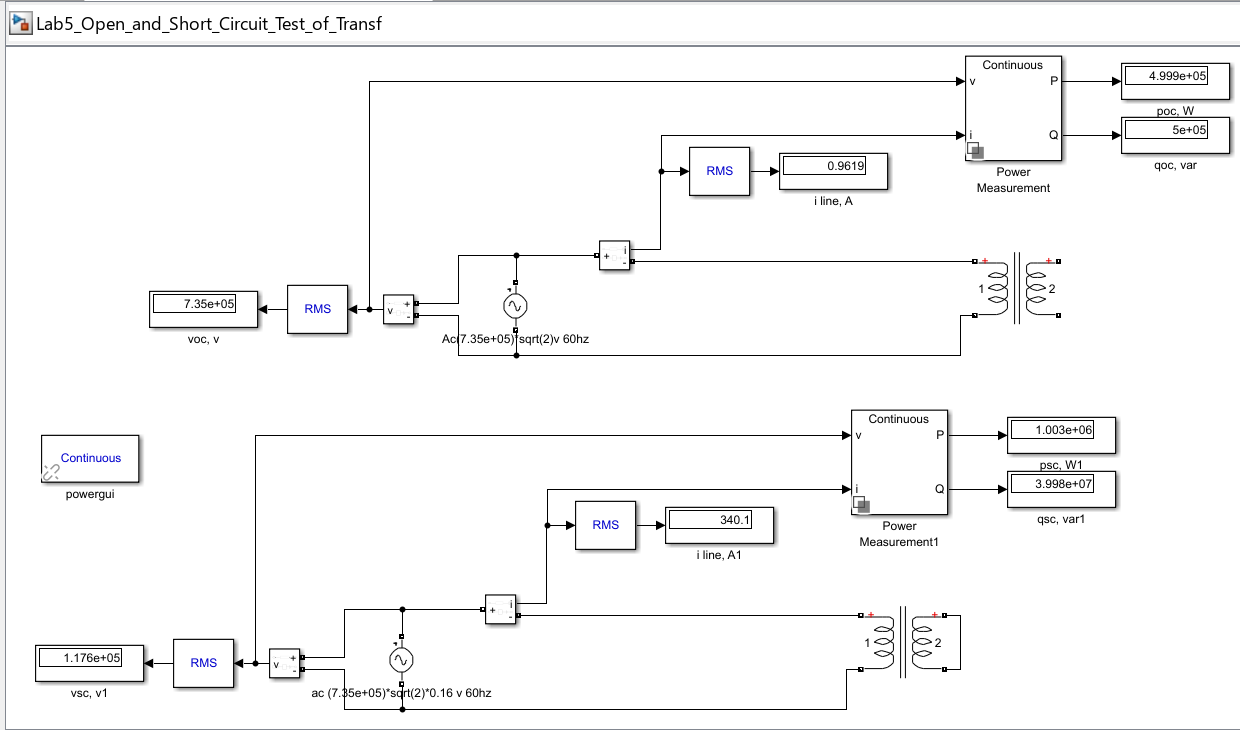 Lab5_Open_and_Short_Circuit_Test_of_Transf
Continuous
v
P
4.999e+05
poc, W
i
Q
5e+05
qoc, var
Power
Measurement
RMS
0.9619
i line, A
+
i
-
+
+
1
2
7.35e+05
voc, v
RMS
v
+
-
Ac(7.35e+05)*sqrt(2)v 60hz
Continuous
powergui
Continuous
v
P
1.003e+06
psc, W1
i
Q
3.998e+07
qsc, var1
Power
Measurement1
RMS
340.1
i line, A1
+
i
-
+
+
1
2
1.176e+05
vsc, v1
RMS
v
+
-
ac (7.35e+05)*sqrt(2)*0.16 v 60hz